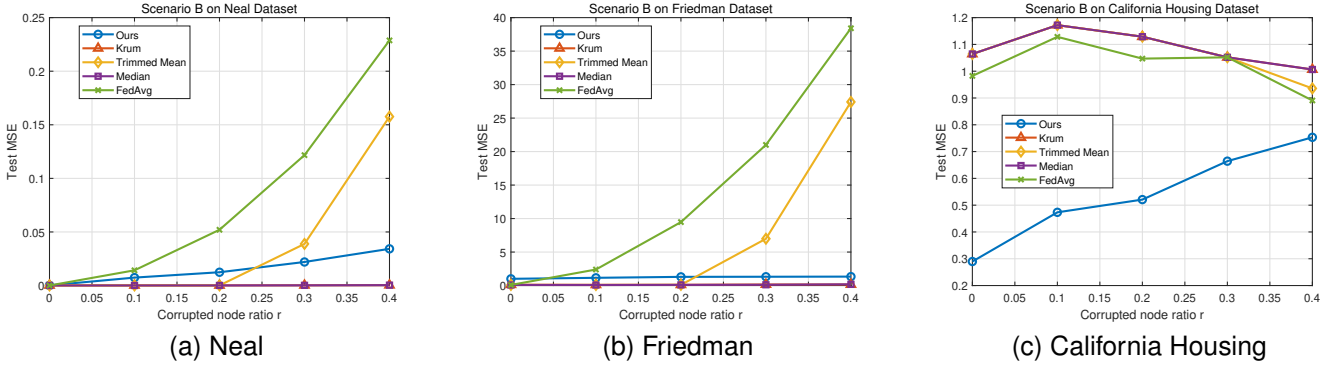 Scenario B on Neal Dataset
0.25
0.2
0.15
0.1
0.05
0
Test MSE
Ours
Krum
Trimmed Mean
Median
FedAvg
0 0.05 0.1 0.15 0.2 0.25 0.3 0.35 0.4
Corrupted node ratio r
(a) Neal
Scenario B on Friedman Dataset
40
35
30
25
20
15
10
5
0
Test MSE
Ours
Krum
Trimmed Mean
Median
FedAvg
0 0.05 0.1 0.15 0.2 0.25 0.3 0.35 0.4
Corrupted node ratio r
(b) Friedman
Scenario B on California Housing Dataset
1.2
1.1
1
0.9
0.8
0.7
0.6
0.5
0.4
0.3
0.2
Test MSE
Ours
Krum
Trimmed Mean
Median
FedAvg
0 0.05 0.1 0.15 0.2 0.25 0.3 0.35 0.4
Corrupted node ratio r
(c) California Housing